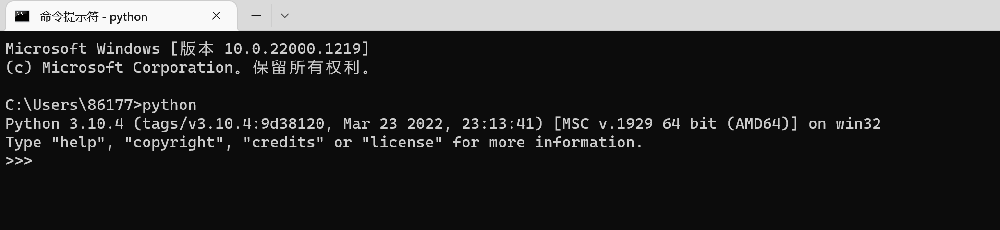 命令提示符 - python
Microsoft Windows [版本 10.0.22000.1219]
(c) Microsoft Corporation。保留所有权利。
C:\Users\86177>python
Python 3.10.4 (tags/v3.10.4:9d38120, Mar 23 2022, 23:13:41) [MSC v.1929 64 bit (AMD64)] on win32
Type "help", "copyright", "credits" or "license" for more information.
>>>